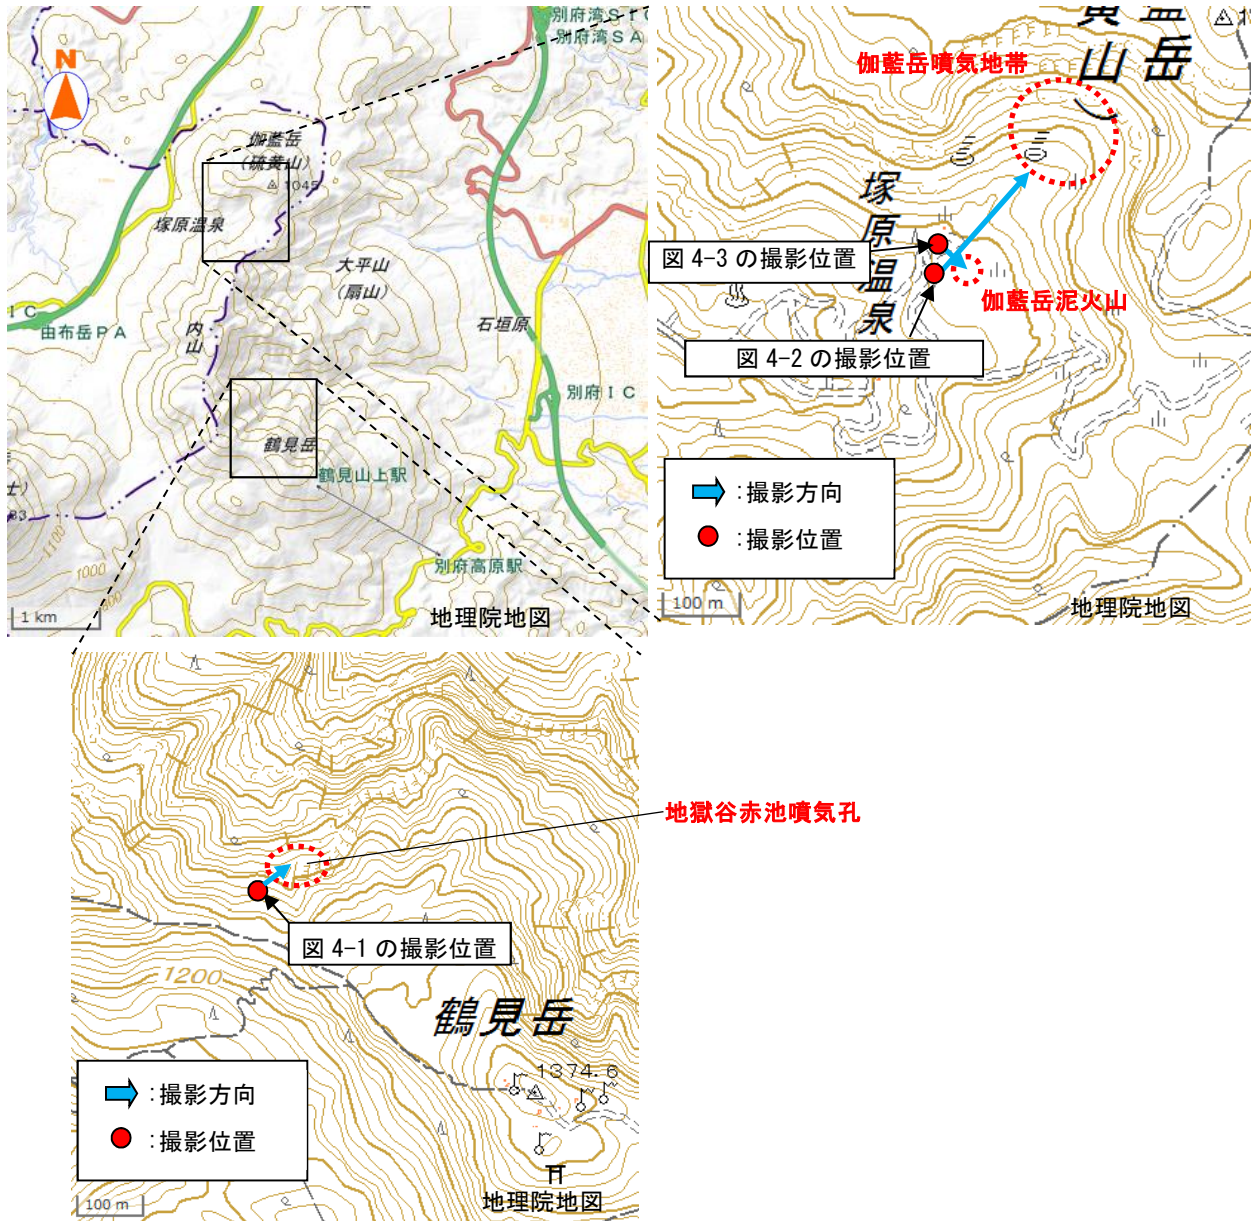 別府湾SIC
別府湾SA
N
伽藍岳
(硫黄山)
1045
塚原温泉
大平山
(扇山)
石垣原
IC
由布岳PA
内山
別府IC
鶴見岳
鶴見山上駅
士)
83
1100
1000
別府高原駅
1 km
地理院地図
伽藍岳噴気地帯
山岳
塚原温泉
図 4-3 の撮影位置
伽藍岳泥火山
図 4-2 の撮影位置
:撮影方向
:撮影位置
100 m
地理院地図
地獄谷赤池噴気孔
図 4-1 の撮影位置
1200
鶴見岳
1374.6
:撮影方向
:撮影位置
100 m
地理院地図